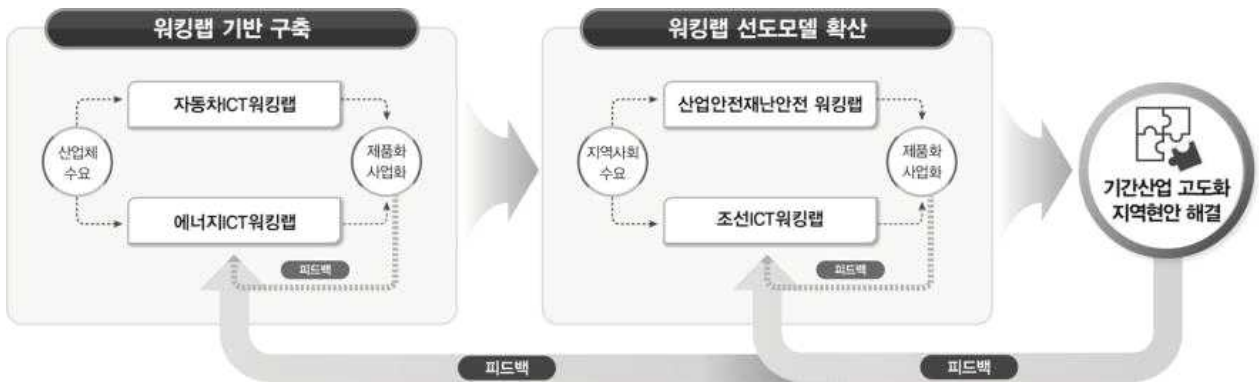 워킹랩 기반 구축
자동차ICT워킹랩
산업체
수요
제품화
사업화
에너지ICT워킹랩
피드백
워킹랩 선도모델 확산
산업안전재난안전 워킹랩
지역사회
수요
제품화
사업화
조선ICT워킹랩
피드백
기간산업 고도화
지역현안 해결
피드백
피드백